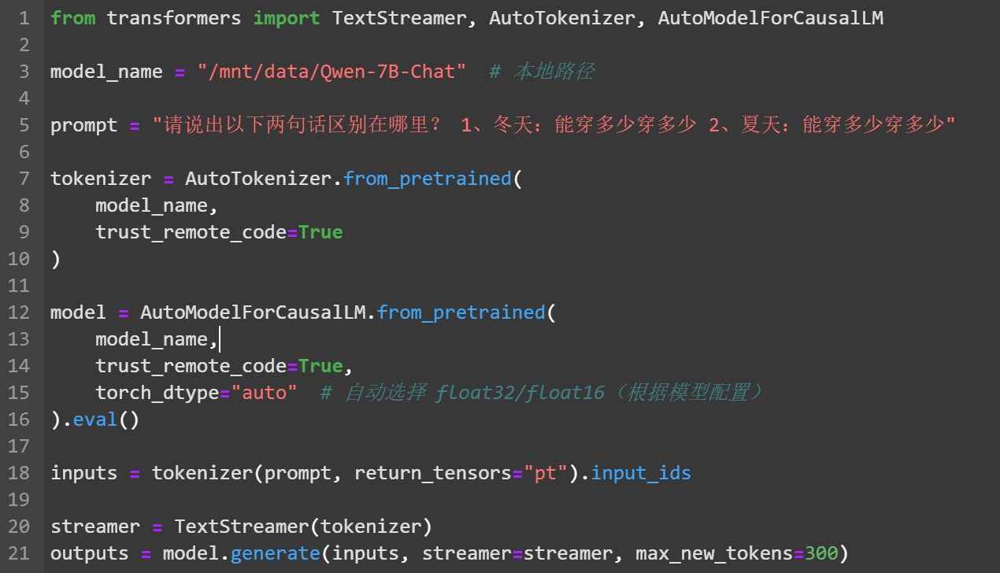 1 from transformers import TextStreamer, AutoTokenizer, AutoModelForCausalLM
2
3 model_name = "/mnt/data/Qwen-7B-Chat"  # 本地路径
4
5 prompt = "请说出以下两句话区别在哪里? 1、冬天：能穿多少穿多少 2、夏天：能穿多少穿多少"
6
7 tokenizer = AutoTokenizer.from_pretrained(
8     model_name,
9     trust_remote_code=True
10 )
11
12 model = AutoModelForCausalLM.from_pretrained(
13     model_name,
14     trust_remote_code=True,
15     torch_dtype="auto"  # 自动选择 float32/float16（根据模型配置）
16 ).eval()
17
18 inputs = tokenizer(prompt, return_tensors="pt").input_ids
19
20 streamer = TextStreamer(tokenizer)
21 outputs = model.generate(inputs, streamer=streamer, max_new_tokens=300)